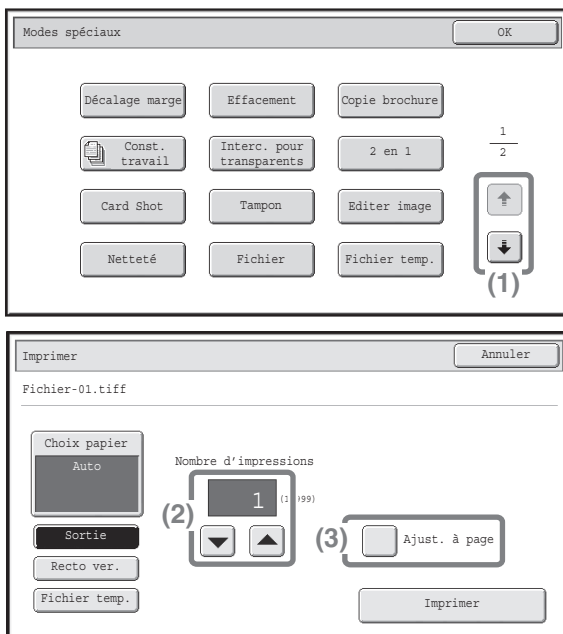 Modes spéciaux
OK
Décalage marge
Effacement
Copie brochure
Const.
travail
Interc. pour
transparents
2 en 1
1
2
Card Shot
Tampon
Editer image
Netteté
Fichier
Fichier temp.
(1)
Imprimer
Annuler
Fichier-01.tiff
Choix papier
Auto
Nombre d'impressions
(2)
1
Sortie
(3)
Ajust. à page
Recto ver.
Fichier temp.
Imprimer